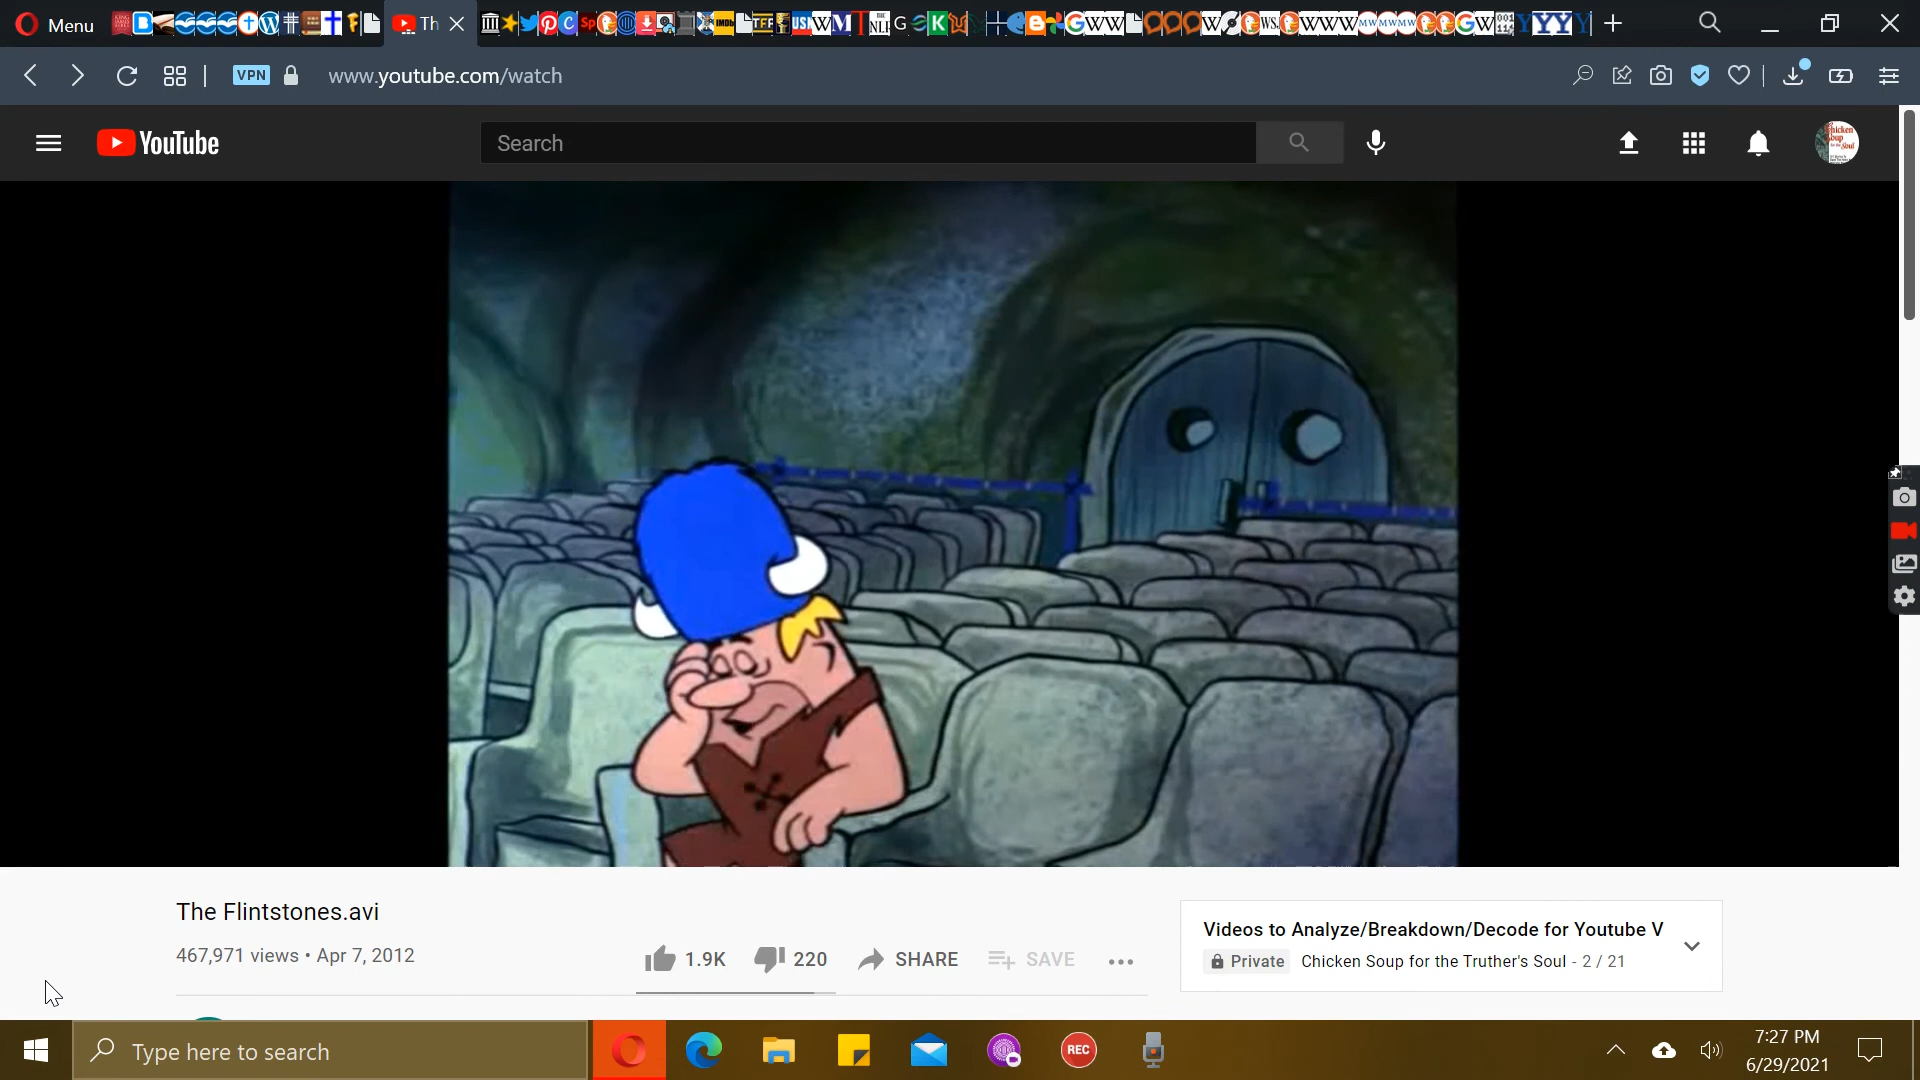 Menu
Th
VPN
www.youtube.com/watch
YouTube
Search
The Flintstones.avi
467,971 views • Apr 7, 2012
1.9K
220
SHARE
SAVE
Videos to Analyze/Breakdown/Decode for Youtube V
Private
Chicken Soup for the Truther's Soul - 2 / 21
Type here to search
REC
7:27 PM
6/29/2021